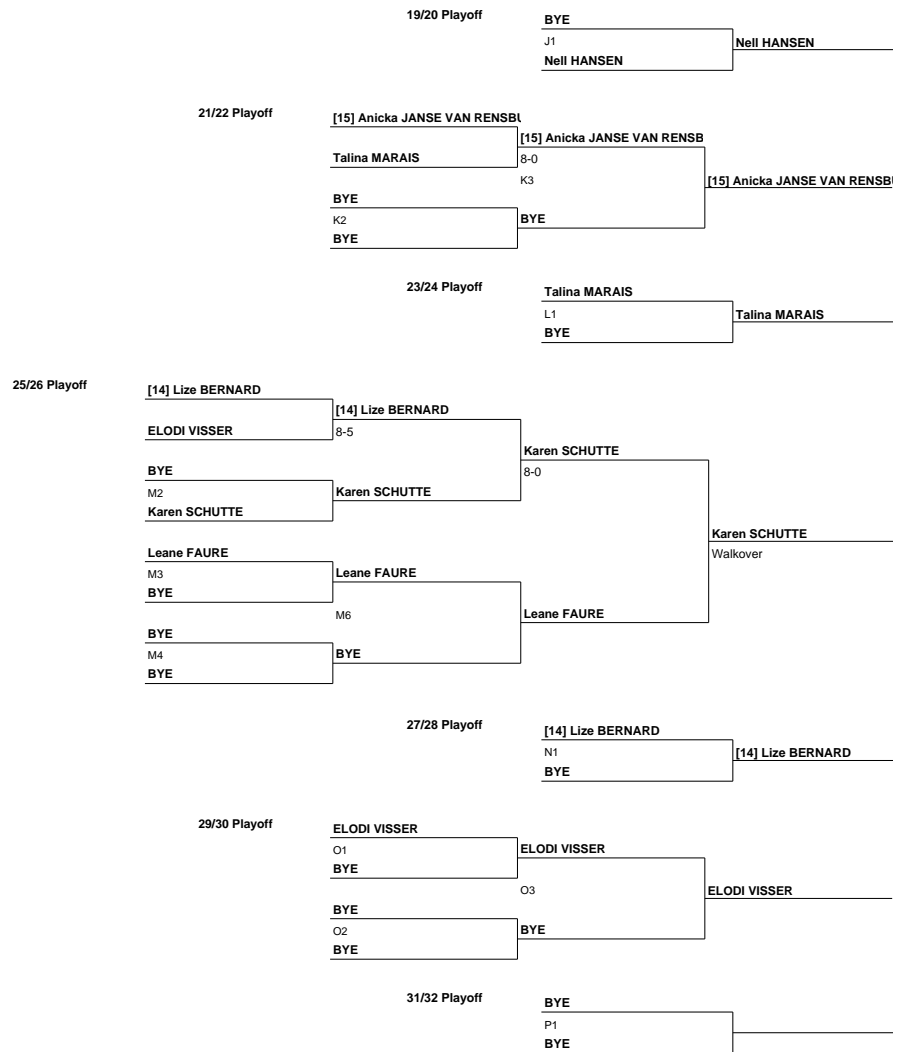 19/20 Playoff
BYE
J1
Nell HANSEN
Nell HANSEN
21/22 Playoff
[15] Anicka JANSE VAN RENSBU
[15] Anicka JANSE VAN RENSB
Talina MARAIS
8-0
K3
[15] Anicka JANSE VAN RENSBU
BYE
K2
BYE
BYE
23/24 Playoff
Talina MARAIS
L1
Talina MARAIS
BYE
25/26 Playoff
[14] Lize BERNARD
[14] Lize BERNARD
ELODI VISSER
8-5
Karen SCHUTTE
BYE
8-0
M2
Karen SCHUTTE
Karen SCHUTTE
Karen SCHUTTE
Leane FAURE
Walkover
M3
Leane FAURE
BYE
M6
Leane FAURE
BYE
M4
BYE
BYE
27/28 Playoff
[14] Lize BERNARD
N1
[14] Lize BERNARD
BYE
29/30 Playoff
ELODI VISSER
O1
ELODI VISSER
BYE
O3
ELODI VISSER
BYE
O2
BYE
BYE
31/32 Playoff
BYE
P1
BYE